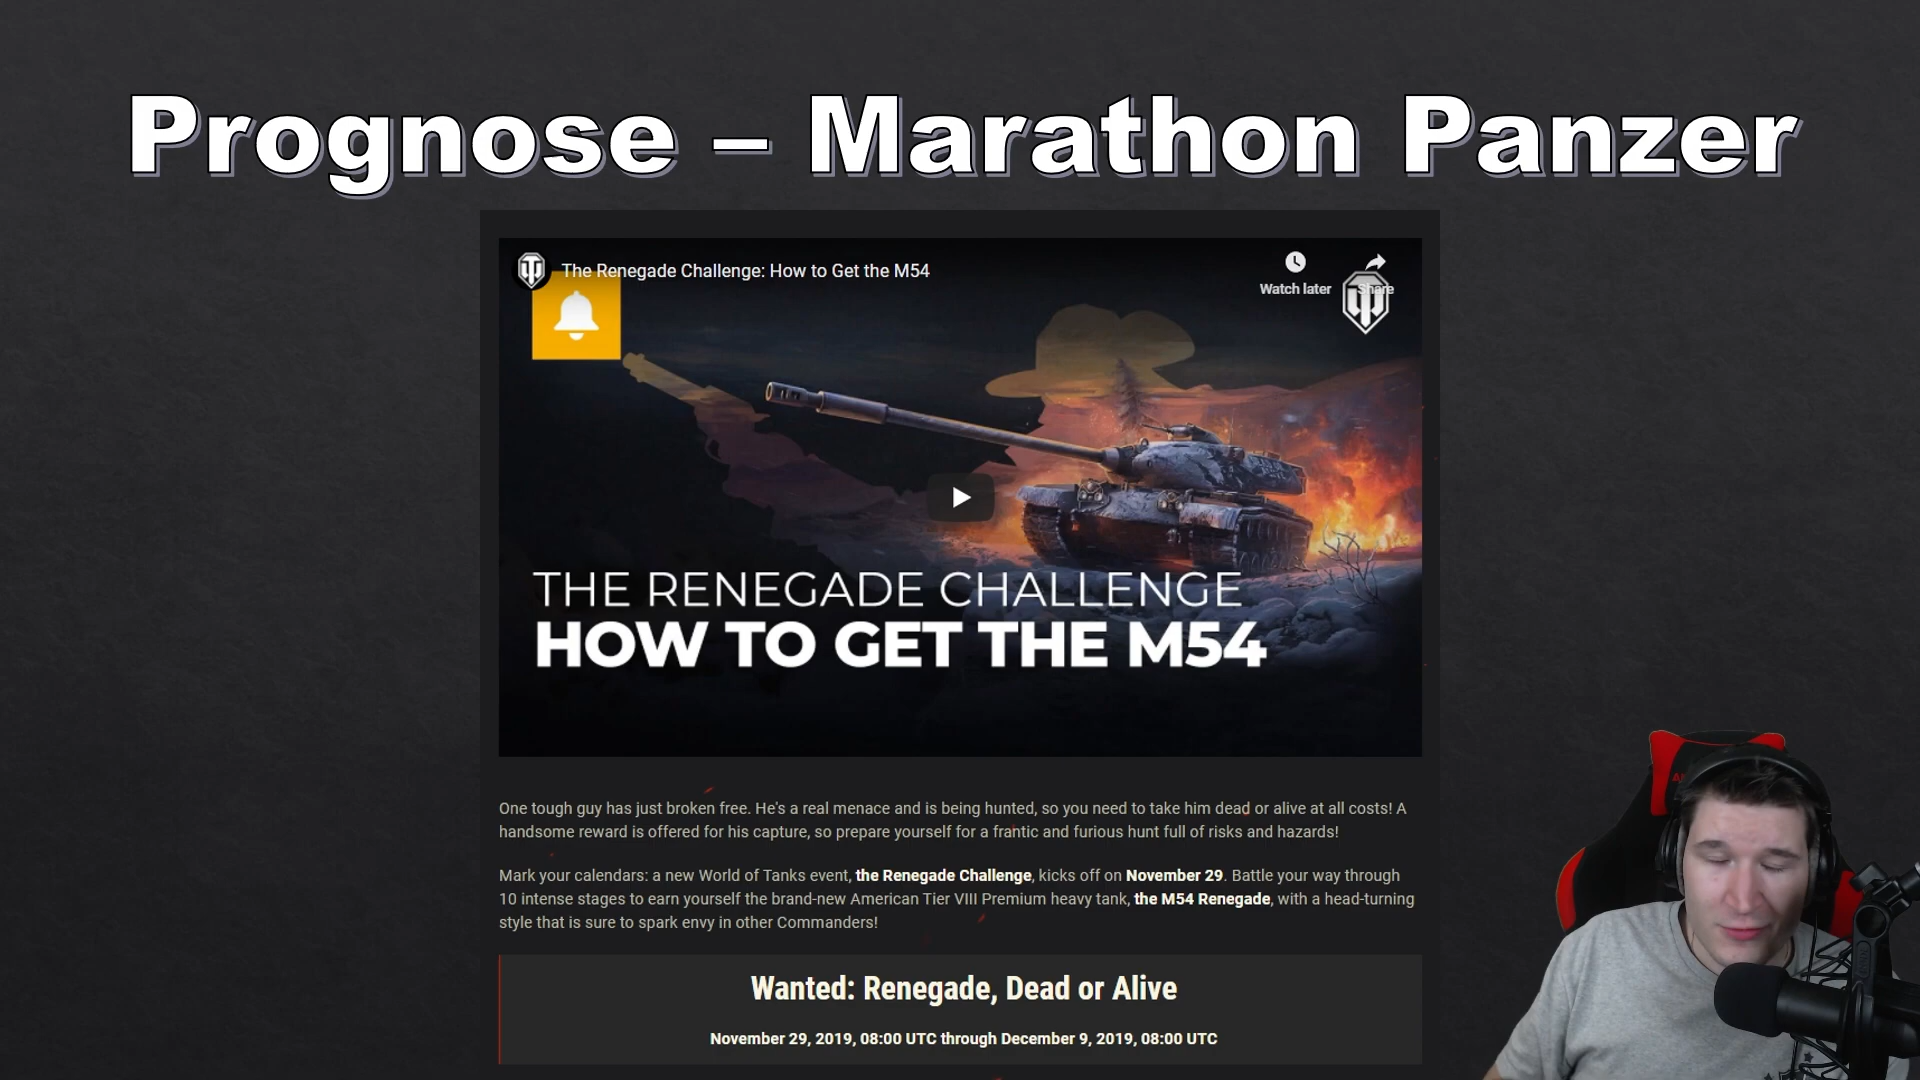 Prognose – Marathon Panzer
The Renegade Challenge: How to Get the M54
Watch later
Share
THE RENEGADE CHALLENGE
HOW TO GET THE M54
One tough guy has just broken free. He's a real menace and is being hunted, so you need to take him dead or alive at all costs! A
handsome reward is offered for his capture, so prepare yourself for a frantic and furious hunt full of risks and hazards!
Mark your calendars: a new World of Tanks event, the Renegade Challenge, kicks off on November 29. Battle your way through
10 intense stages to earn yourself the brand-new American Tier VIII Premium heavy tank, the M54 Renegade, with a head-turning
style that is sure to spark envy in other Commanders!
Wanted: Renegade, Dead or Alive
November 29, 2019, 08:00 UTC through December 9, 2019, 08:00 UTC